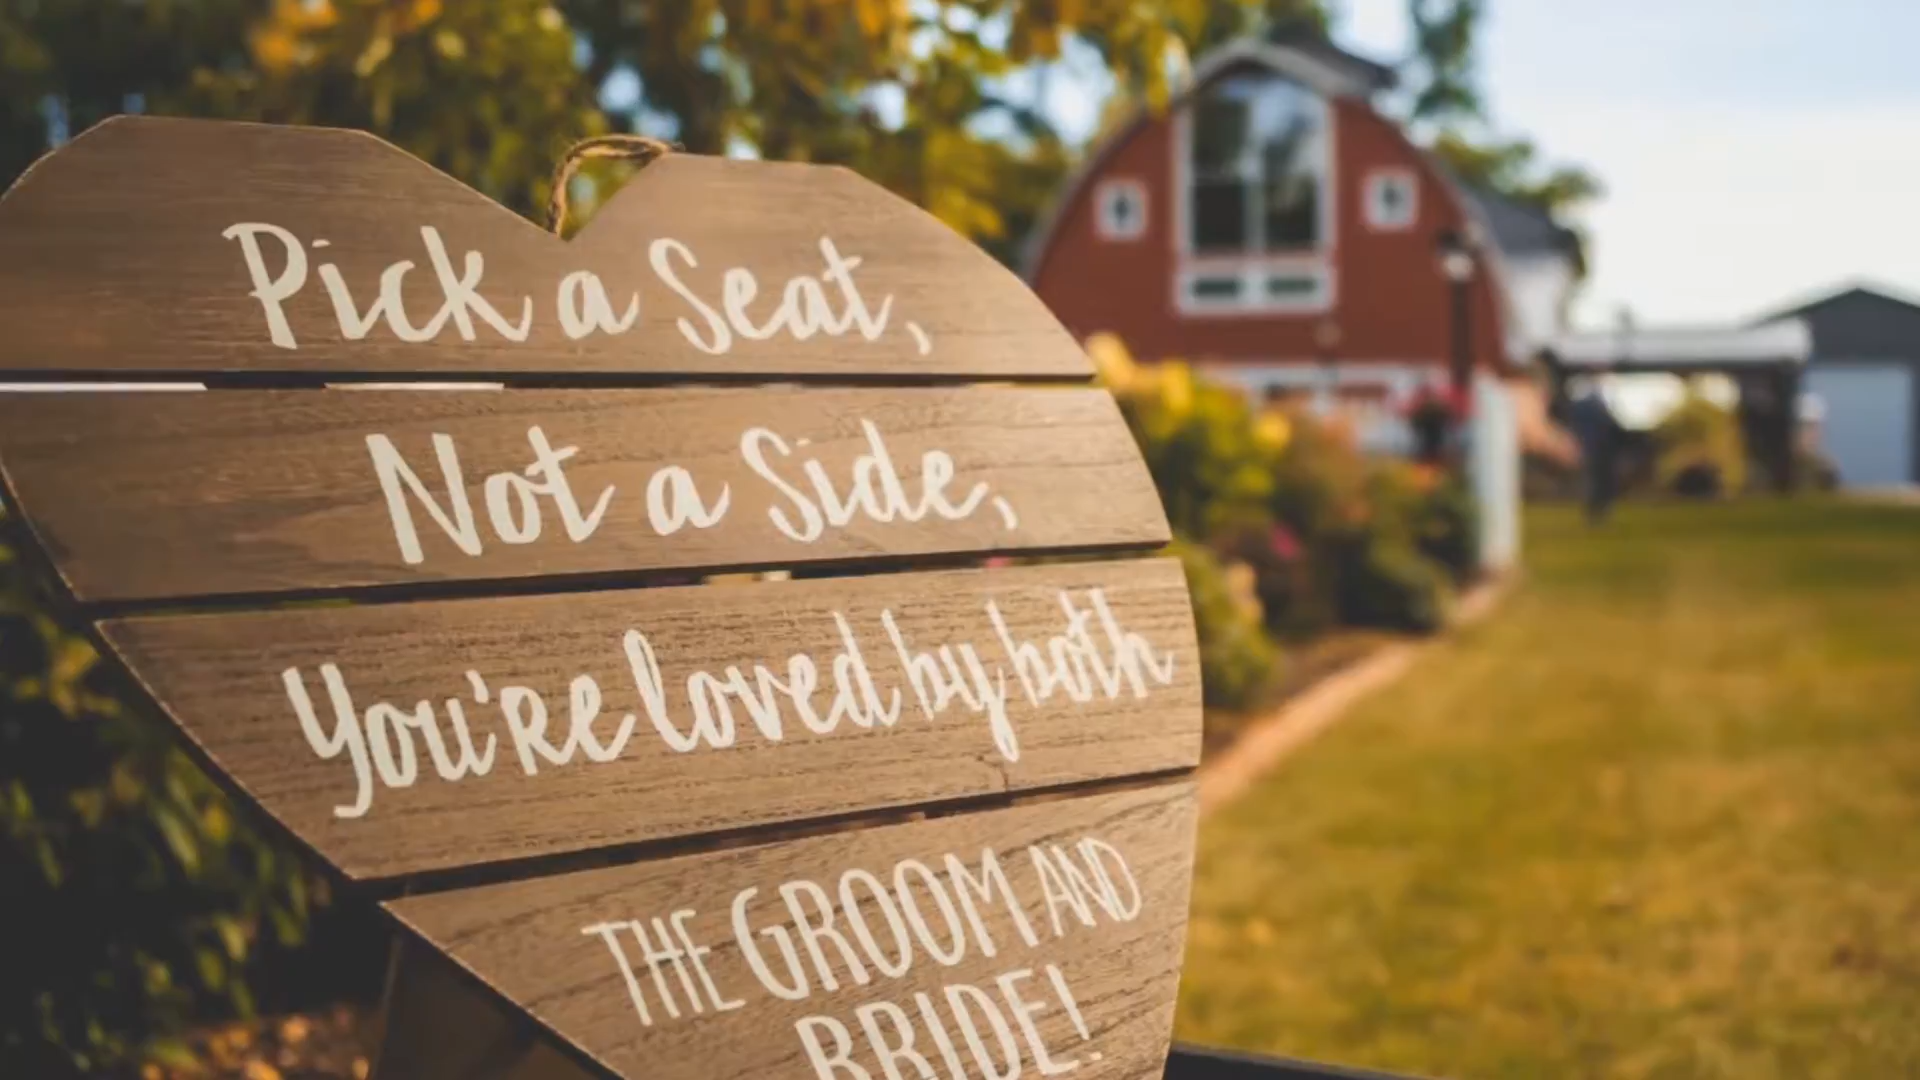 Pick a Seat,
Not a Side,
You're loved by both
THE GROOM AND
BRIDE!